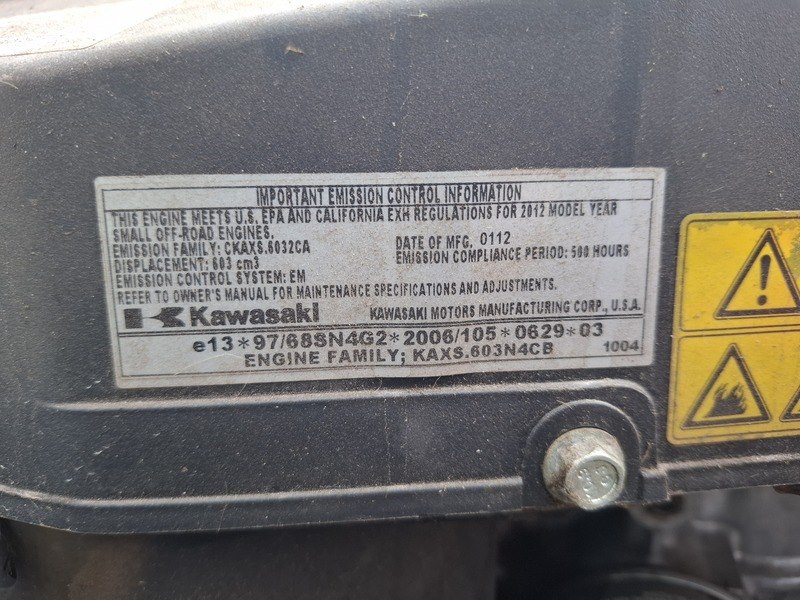 IMPORTANT EMISSION CONTROL INFORMATION
THIS ENGINE MEETS U.S. EPA AND CALIFORNIA EXH REGULATIONS FOR 2012 MODEL YEAR
SMALL OFF-ROAD ENGINES.
EMISSION FAMILY: CKAXS.6032CA DATE OF MFG. 0112
DISPLACEMENT: 603 cm3 EMISSION COMPLIANCE PERIOD: 500 HOURS
EMISSION CONTROL SYSTEM: EM
REFER TO OWNER'S MANUAL FOR MAINTENANCE SPECIFICATIONS AND ADJUSTMENTS.
Kawasaki KAWASAKI MOTORS MANUFACTURING CORP., U.S.A.
e13*97/68SN4G2*2006/105*0629*03
ENGINE FAMILY; KAXS.603N4CB 1004